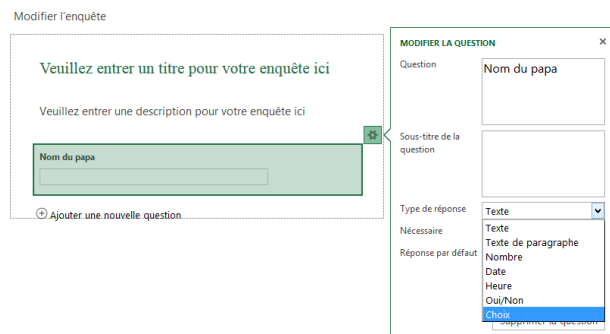 Modifier l'enquête
Veuillez entrer un titre pour votre enquête ici
Veuillez entrer une description pour votre enquête ici
Nom du papa
Ajouter une nouvelle question
MODIFIER LA QUESTION
Question
Nom du papa
Sous-titre de la
question
Type de réponse
Texte
Nécessaire
Réponse par défaut
Texte
Texte de paragraphe
Nombre
Date
Heure
Oui/Non
Choix
Supprimer la question